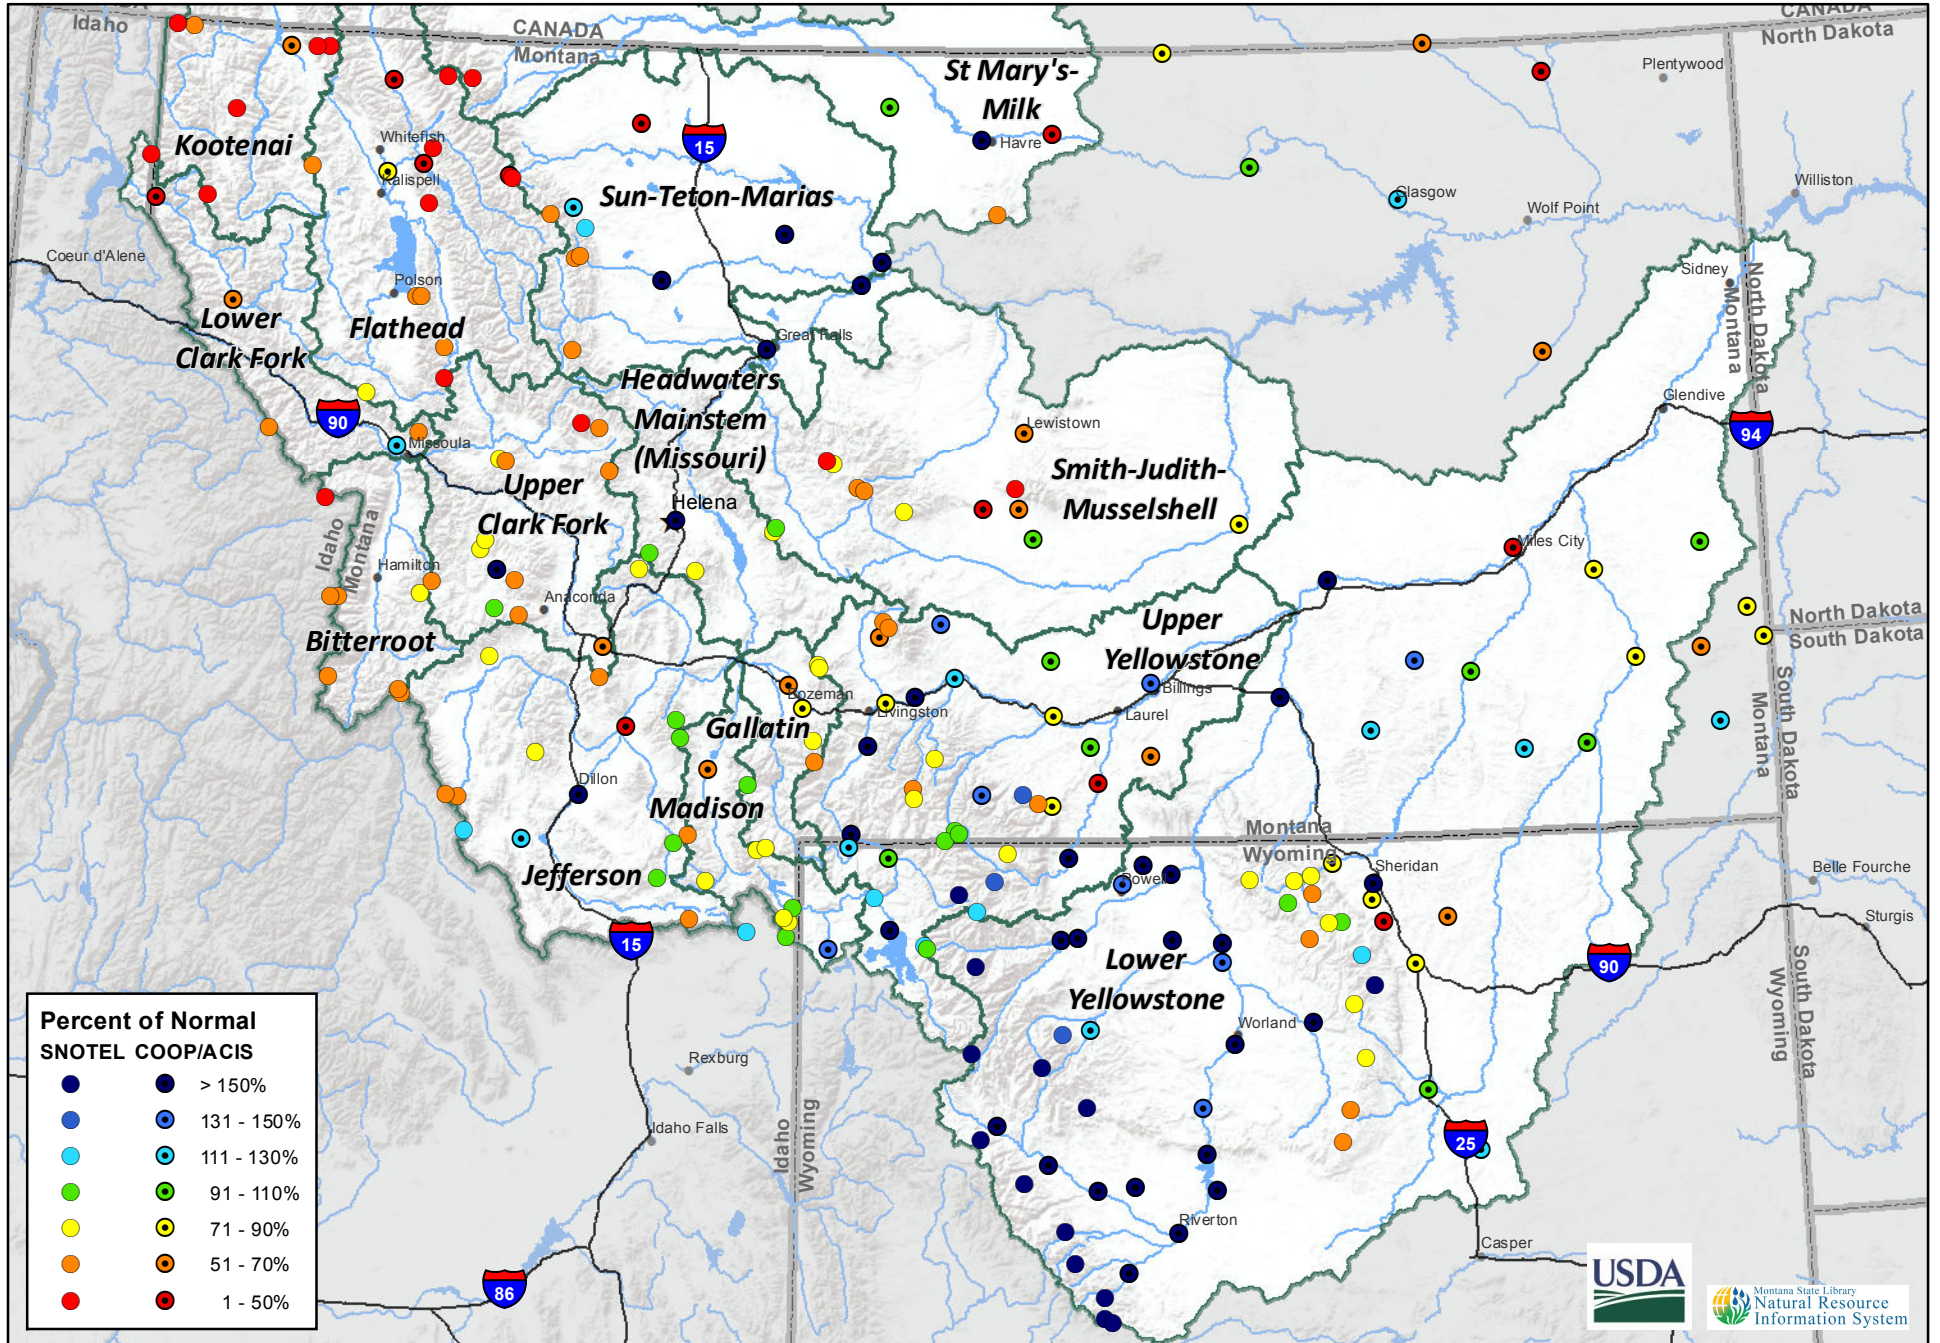 CANADA
Idaho
CANADA
Montana
CANADA
North Dakota
St Mary's-
Milk
Plentywood
Kootenai
Whitefish
15
Havre
Kalispell
Sun-Teton-Marias
Glasgow
Wolf Point
Williston
Coeur d'Alene
Polson
Sidney
North Dakota
Montana
Lower
Clark Fork
Flathead
Great Falls
Headwaters
Mainstem
(Missouri)
90
Missoula
Lewistown
Glendive
94
Smith-Judith-
Musselshell
Upper
Clark Fork
Helena
Idaho
Montana
Hamilton
Miles City
Anaconda
Bitterroot
Upper
Yellowstone
North Dakota
South Dakota
Bozeman
Livingston
Billings
Laurel
Gallatin
South Dakota
Montana
Dillon
Madison
Montana
Wyoming
Sheridan
Jefferson
Powell
Belle Fourche
Sturgis
15
90
Lower
Yellowstone
South Dakota
Wyoming
Worland
Rexburg
Idaho Falls
Idaho
Wyoming
25
Riverton
Casper
86
Percent of Normal
SNOTEL COOP/ACIS
> 150%
131 - 150%
111 - 130%
91 - 110%
71 - 90%
51 - 70%
1 - 50%
USDA
Montana State Library
Natural Resource
Information System